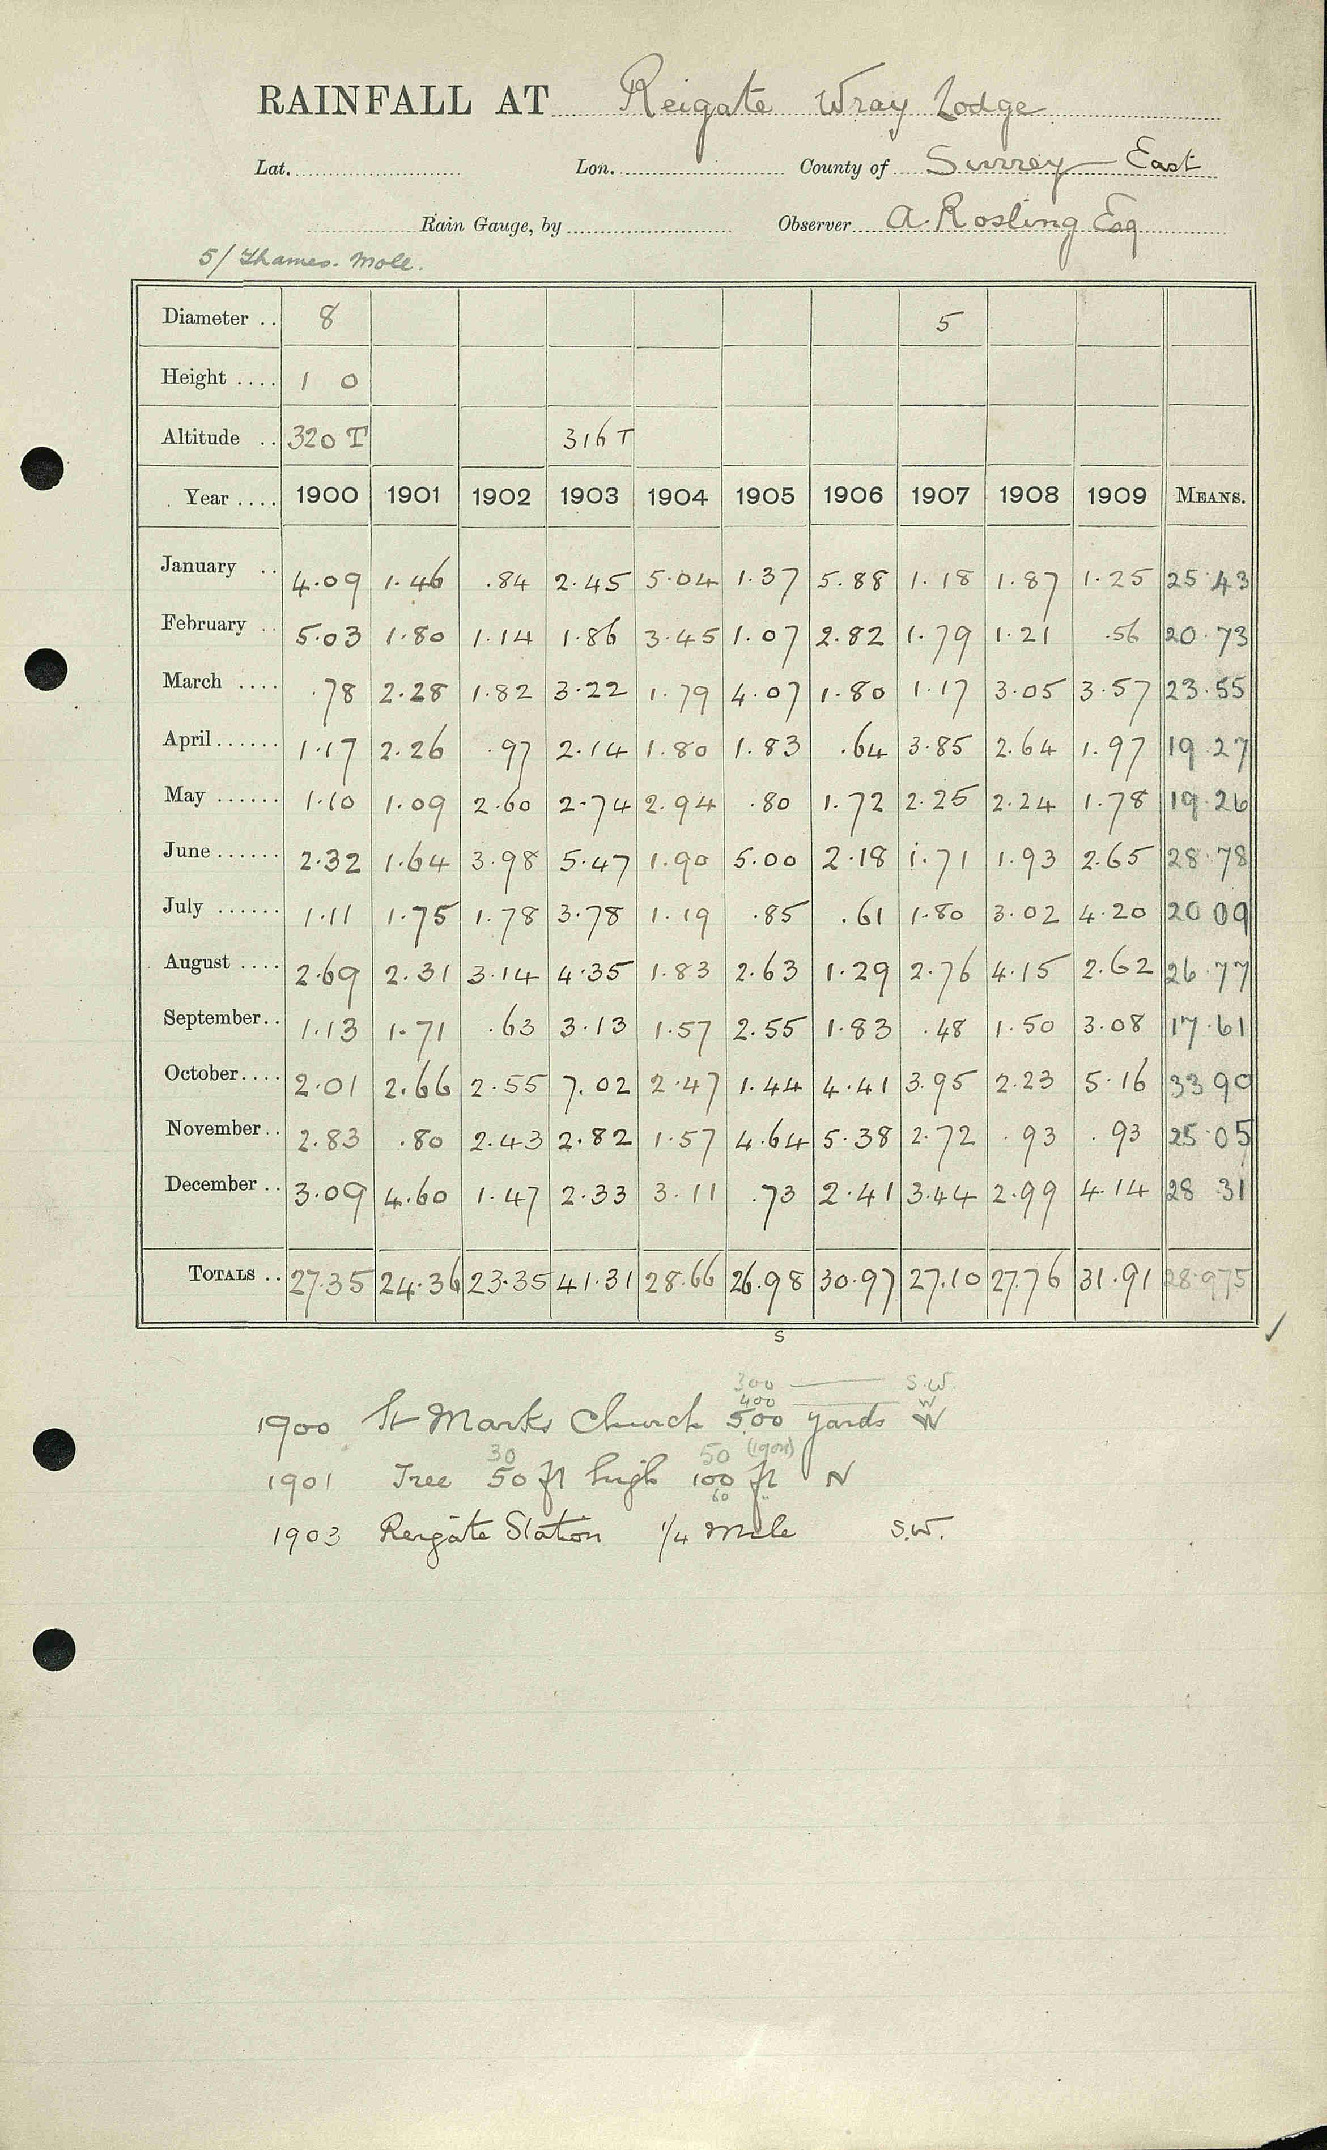 RAINFALL AT Reigate Wray Lodge
Lat. Lon. County of Surrey East
Rain Gauge, by Observer A. Rosling Esq
5/ Thames. Mole.
Diameter .. 8 5
Height .... 1 0
Altitude .. 320 T 316 T
Year .... 1900 1901 1902 1903 1904 1905 1906 1907 1908 1909 MEANS.
January .. 4.09 1.46 .84 2.45 5.04 1.37 5.88 1.18 1.87 1.25 25.43
February .. 5.03 1.80 1.14 1.86 3.45 1.07 2.82 1.79 1.21 .56 20.73
March .... .78 2.28 1.82 3.22 1.79 4.07 1.80 1.17 3.05 3.57 23.55
April ...... 1.17 2.26 .97 2.14 1.80 1.83 .64 3.85 2.64 1.97 19.27
May ...... 1.10 1.09 2.60 2.74 2.94 .80 1.72 2.25 2.24 1.78 19.26
June ...... 2.32 1.64 3.98 5.47 1.90 5.00 2.18 1.71 1.93 2.65 28.78
July ...... 1.11 1.75 1.78 3.78 1.19 .85 .61 1.80 3.02 4.20 20 09
August .... 2.69 2.31 3.14 4.35 1.83 2.63 1.29 2.76 4.15 2.62 26.77
September .. 1.13 1.71 .63 3.13 1.57 2.55 1.83 .48 1.50 3.08 17.61
October .... 2.01 2.66 2.55 7.02 2.47 1.44 4.41 3.95 2.23 5.16 33 90
November .. 2.83 .80 2.43 2.82 1.57 4.64 5.38 2.72 .93 .93 25.05
December .. 3.09 4.60 1.47 2.33 3.11 .73 2.41 3.44 2.99 4.14 28 31
TOTALS .. 27.35 24.36 23.35 41.31 28.66 26.98 30.97 27.10 27.76 31.91 28.975
s
300 S.W.
400 W
1900 St Marks Church 500 yards W
30 50 (1904)
1901 Tree 50 ft high 100 ft N
60 "
1903 Reigate Station 1/4 Mile S.W.